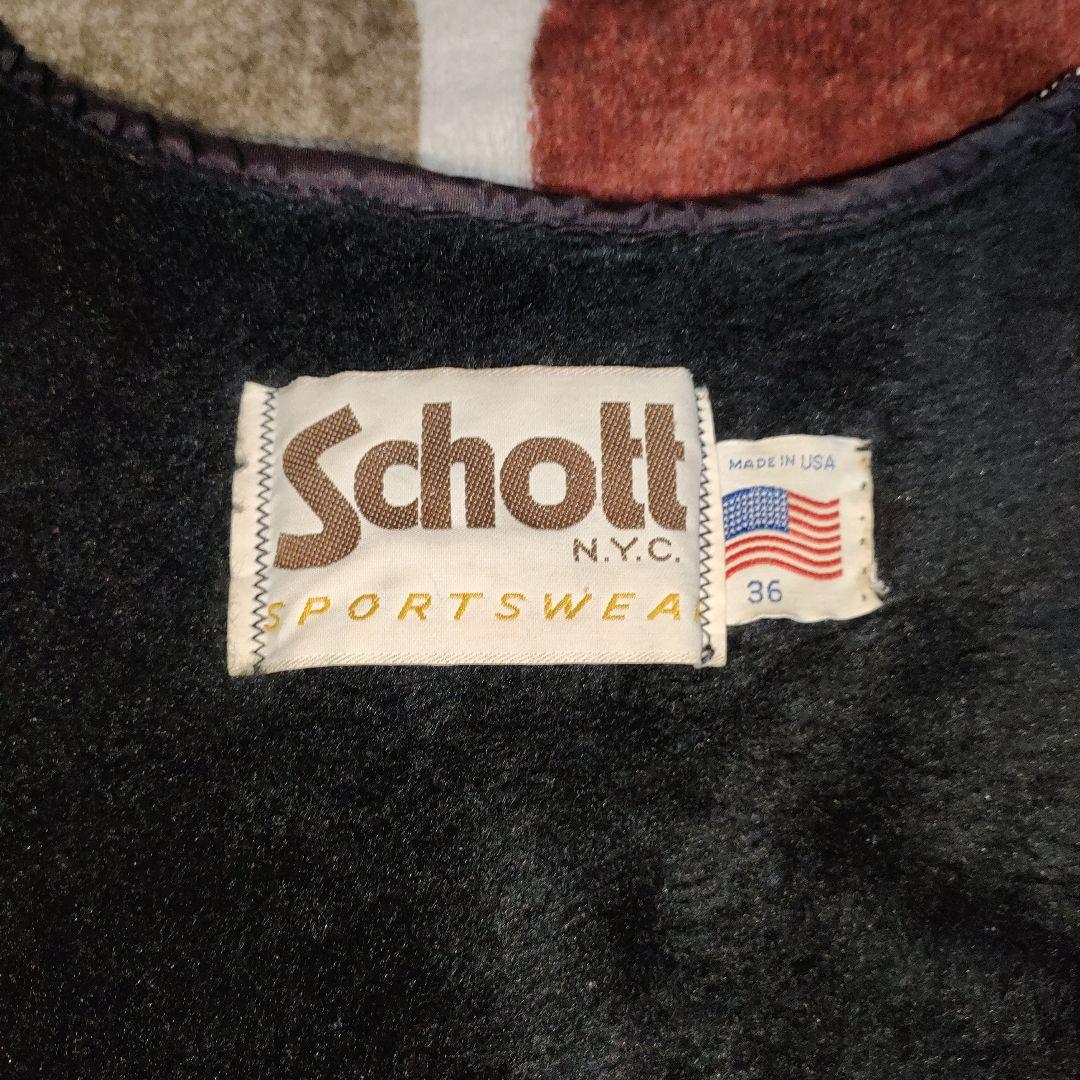 Schott
N.Y.C.
SPORTSWEAR
MADE IN USA
36